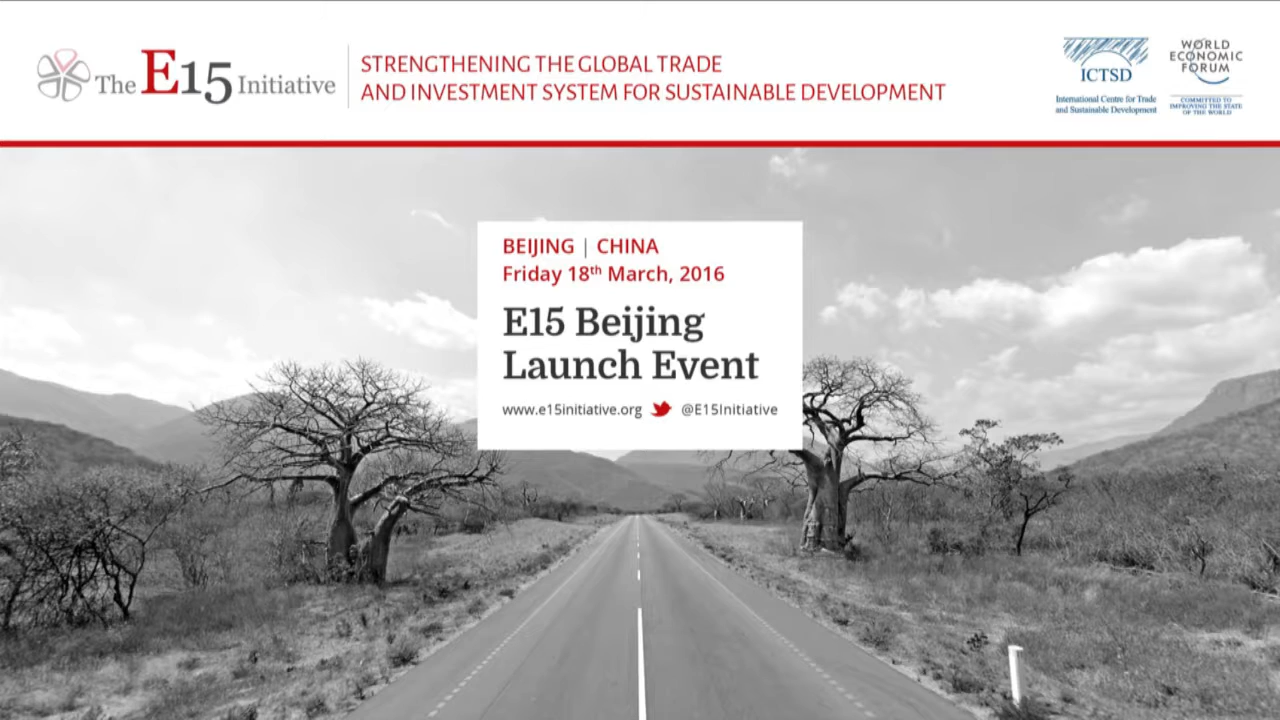 The E15 Initiative
STRENGTHENING THE GLOBAL TRADE
AND INVESTMENT SYSTEM FOR SUSTAINABLE DEVELOPMENT
ICTSD
International Centre for Trade
and Sustainable Development
WORLD
ECONOMIC
FORUM
COMMITTED TO
IMPROVING THE STATE
OF THE WORLD
BEIJING | CHINA
Friday 18th March, 2016
E15 Beijing
Launch Event
www.e15initiative.org @E15Initiative